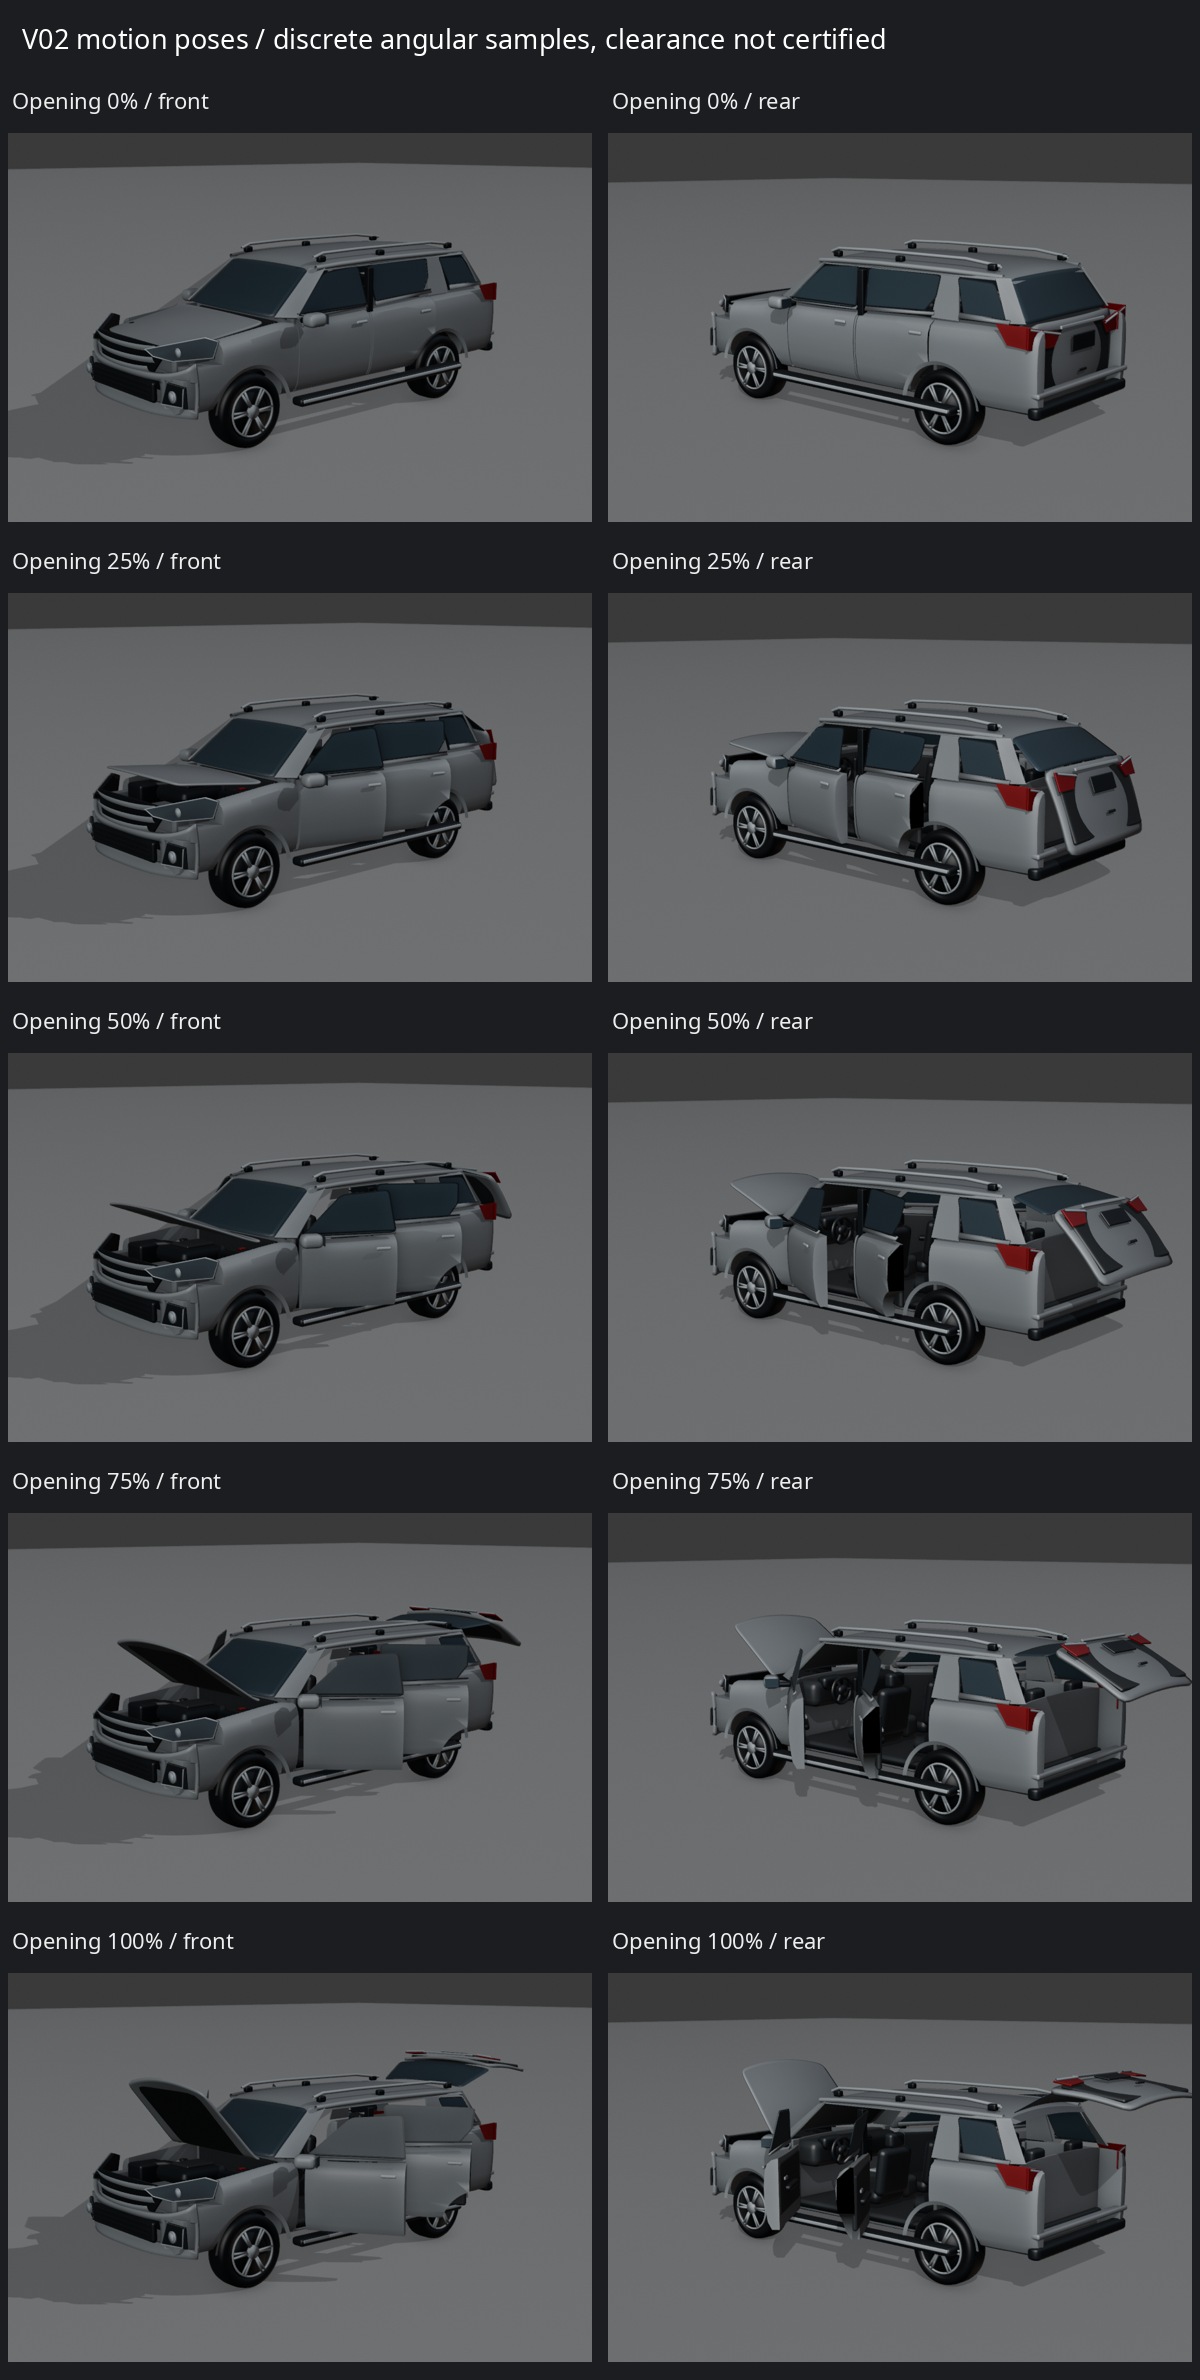 V02 motion poses / discrete angular samples, clearance not certified
Opening 0% / front
Opening 0% / rear
Opening 25% / front
Opening 25% / rear
Opening 50% / front
Opening 50% / rear
Opening 75% / front
Opening 75% / rear
Opening 100% / front
Opening 100% / rear